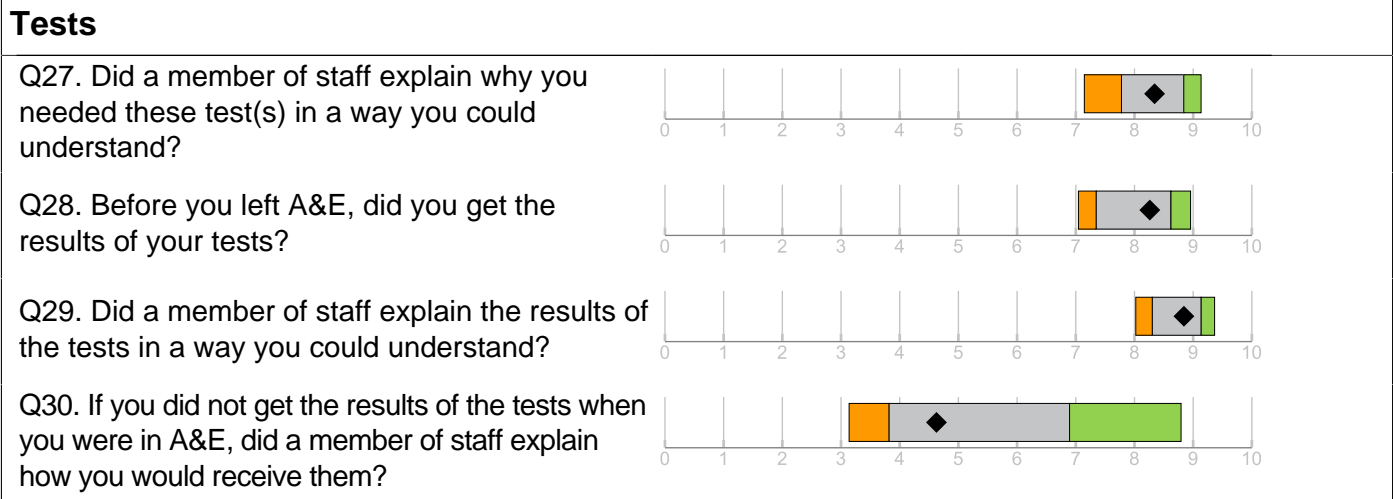 Tests
Q27. Did a member of staff explain why you
needed these test(s) in a way you could
understand?
0 1 2 3 4 5 6 7 8 9 10
Q28. Before you left A&E, did you get the
results of your tests?
0 1 2 3 4 5 6 7 8 9 10
Q29. Did a member of staff explain the results of
the tests in a way you could understand?
0 1 2 3 4 5 6 7 8 9 10
Q30. If you did not get the results of the tests when
you were in A&E, did a member of staff explain
how you would receive them?
0 1 2 3 4 5 6 7 8 9 10